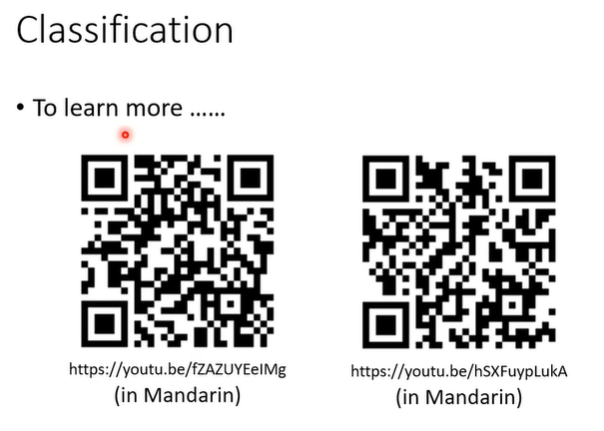 Classification
• To learn more ......
https://youtu.be/fZAZUYEeIMg
(in Mandarin)
https://youtu.be/hSXFuypLukA
(in Mandarin)